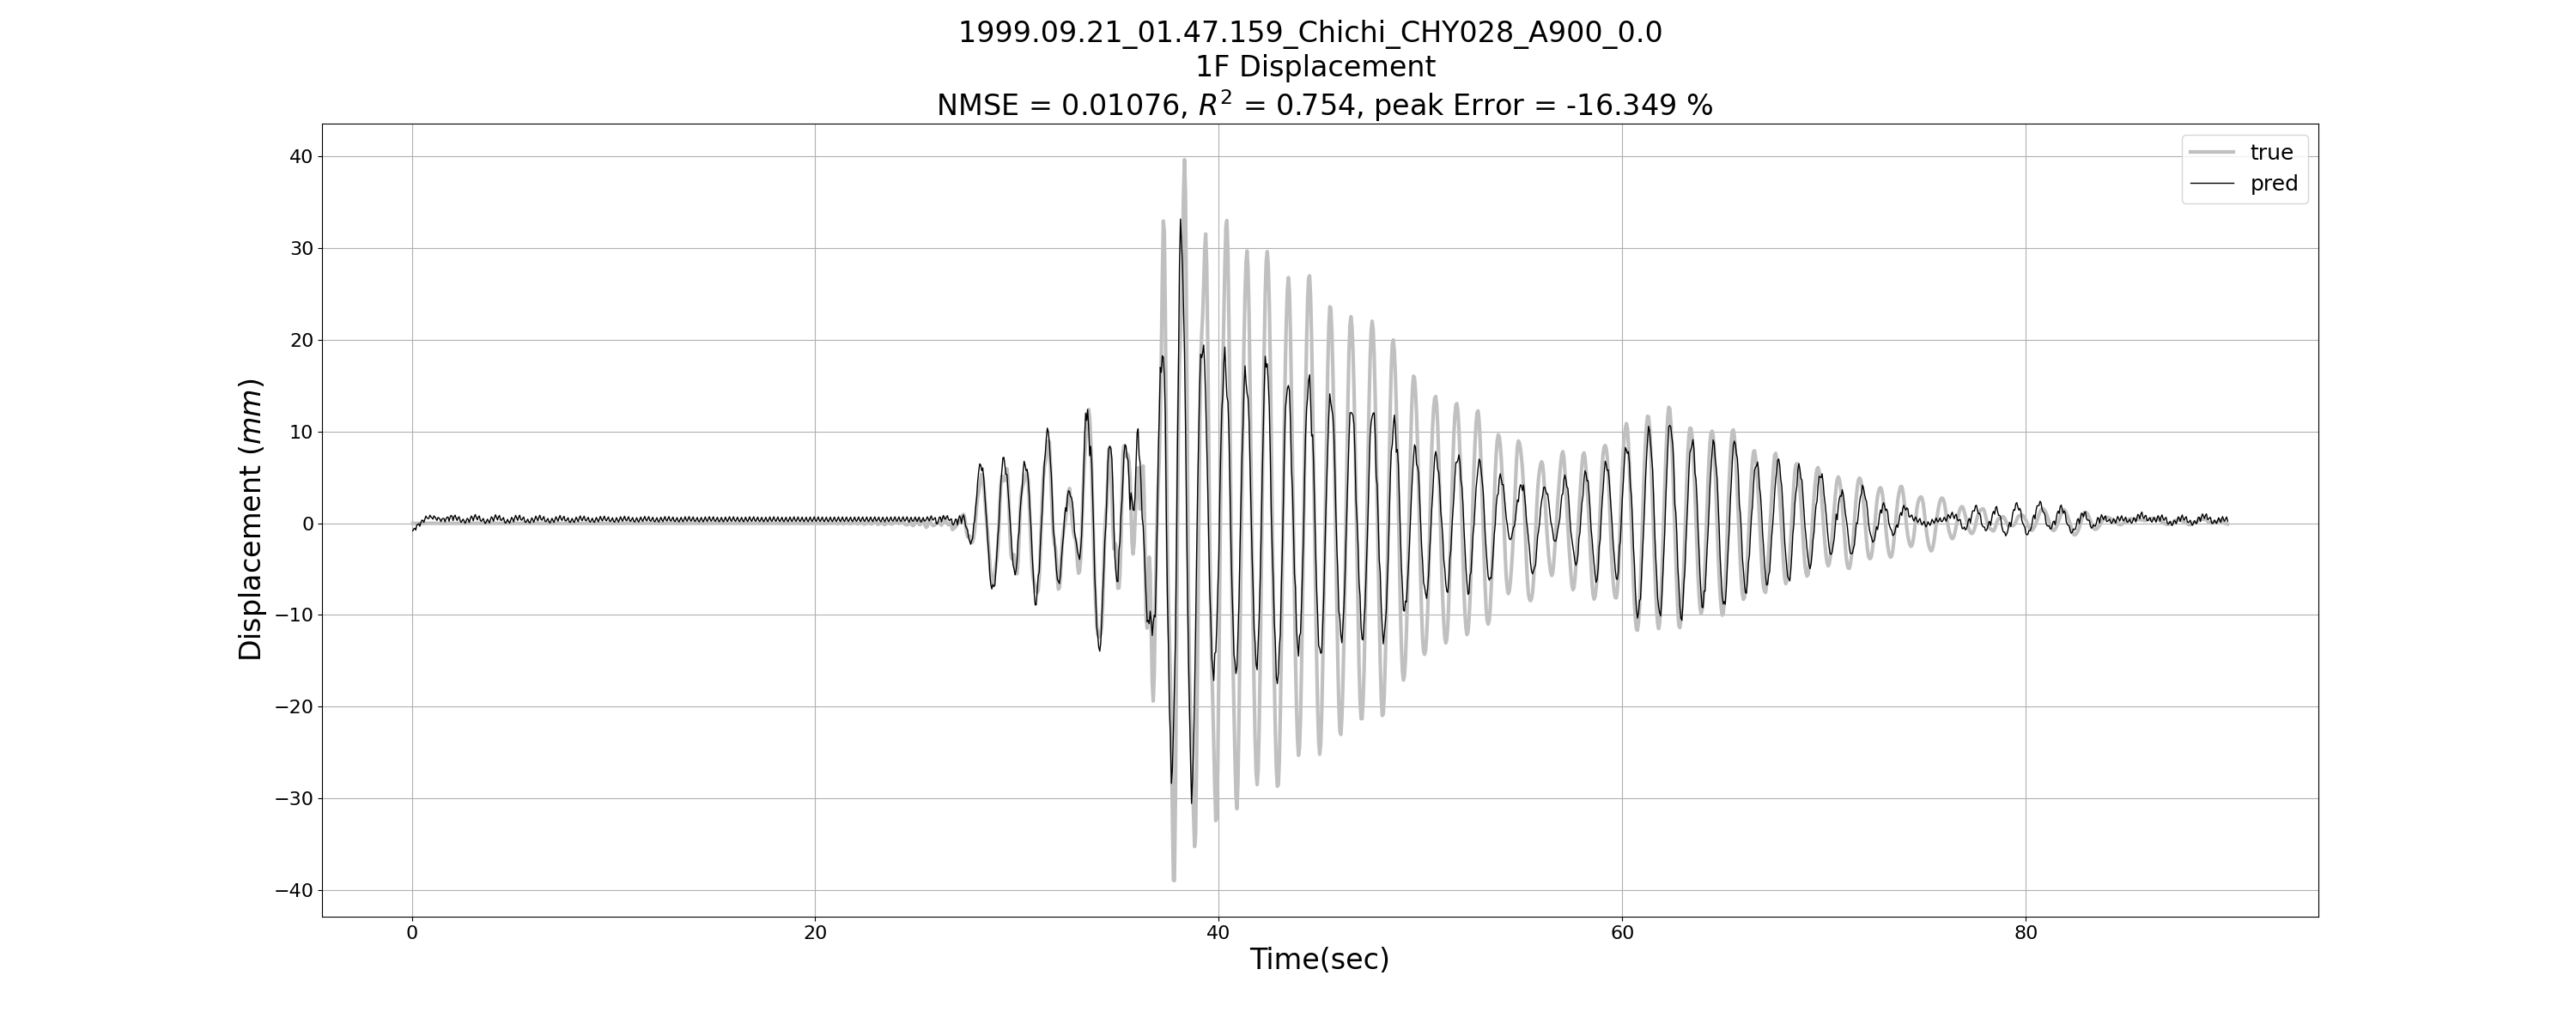 1999.09.21_01.47.159_Chichi_CHY028_A900_0.0
1F Displacement
NMSE = 0.01076, R² = 0.754, peak Error = -16.349 %
true
pred
40
30
20
10
0
−10
−20
−30
−40
Displacement (mm)
0 20 40 60 80
Time(sec)